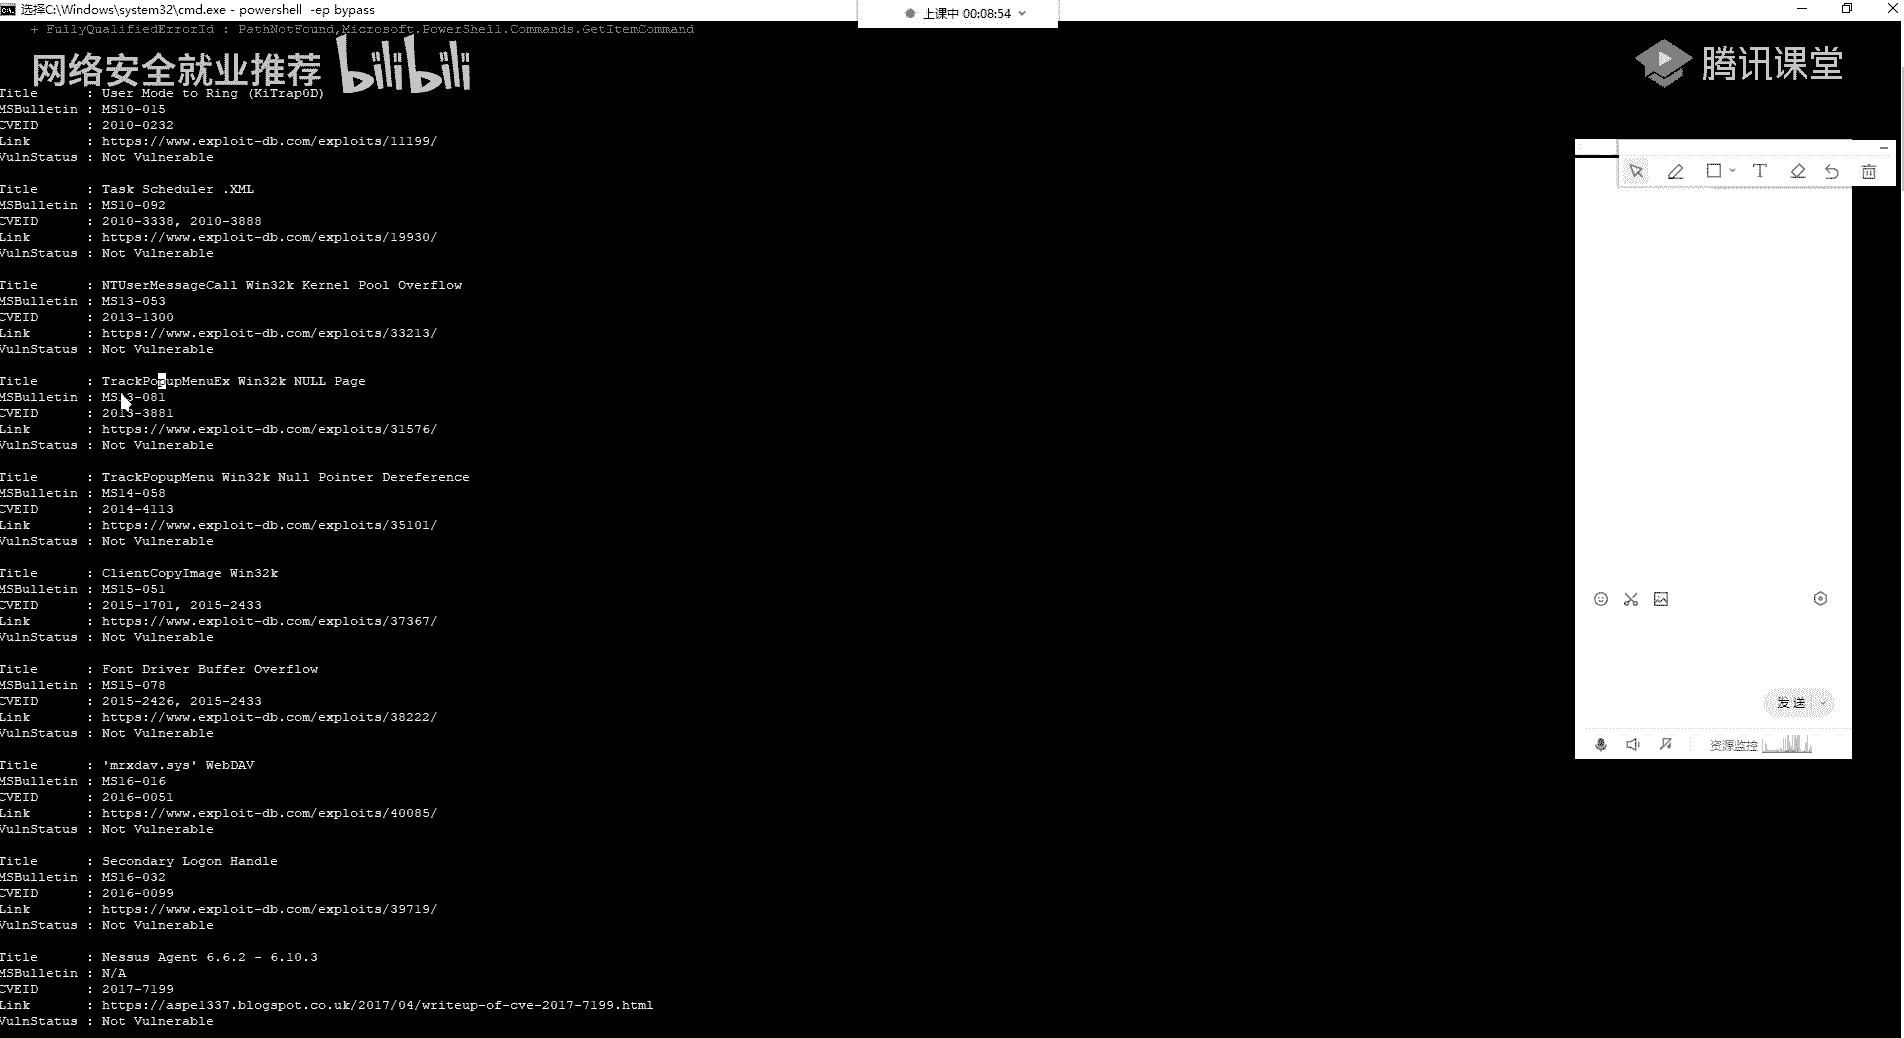 选择C:\Windows\system32\cmd.exe - powershell -ep bypass
上课中 00:08:54
+ FullyQualifiedErrorId : PathNotFound,Microsoft.PowerShell.Commands.GetItemCommand
网络安全就业推荐 bilibili
腾讯课堂
Title : User Mode to Ring (KiTrap0D)
MSBulletin : MS10-015
CVEID : 2010-0232
Link : https://www.exploit-db.com/exploits/11199/
VulnStatus : Not Vulnerable
Title : Task Scheduler .XML
MSBulletin : MS10-092
CVEID : 2010-3338, 2010-3888
Link : https://www.exploit-db.com/exploits/19930/
VulnStatus : Not Vulnerable
Title : NTUserMessageCall Win32k Kernel Pool Overflow
MSBulletin : MS13-053
CVEID : 2013-1300
Link : https://www.exploit-db.com/exploits/33213/
VulnStatus : Not Vulnerable
Title : TrackPopupMenuEx Win32k NULL Page
MSBulletin : MS13-081
CVEID : 2013-3881
Link : https://www.exploit-db.com/exploits/31576/
VulnStatus : Not Vulnerable
Title : TrackPopupMenu Win32k Null Pointer Dereference
MSBulletin : MS14-058
CVEID : 2014-4113
Link : https://www.exploit-db.com/exploits/35101/
VulnStatus : Not Vulnerable
Title : ClientCopyImage Win32k
MSBulletin : MS15-051
CVEID : 2015-1701, 2015-2433
Link : https://www.exploit-db.com/exploits/37367/
VulnStatus : Not Vulnerable
Title : Font Driver Buffer Overflow
MSBulletin : MS15-078
CVEID : 2015-2426, 2015-2433
Link : https://www.exploit-db.com/exploits/38222/
VulnStatus : Not Vulnerable
Title : 'mrxdav.sys' WebDAV
MSBulletin : MS16-016
CVEID : 2016-0051
Link : https://www.exploit-db.com/exploits/40085/
VulnStatus : Not Vulnerable
Title : Secondary Logon Handle
MSBulletin : MS16-032
CVEID : 2016-0099
Link : https://www.exploit-db.com/exploits/39719/
VulnStatus : Not Vulnerable
Title : Nessus Agent 6.6.2 - 6.10.3
MSBulletin : N/A
CVEID : 2017-7199
Link : https://aspe1337.blogspot.co.uk/2017/04/writeup-of-cve-2017-7199.html
VulnStatus : Not Vulnerable
T
发送
资源监控